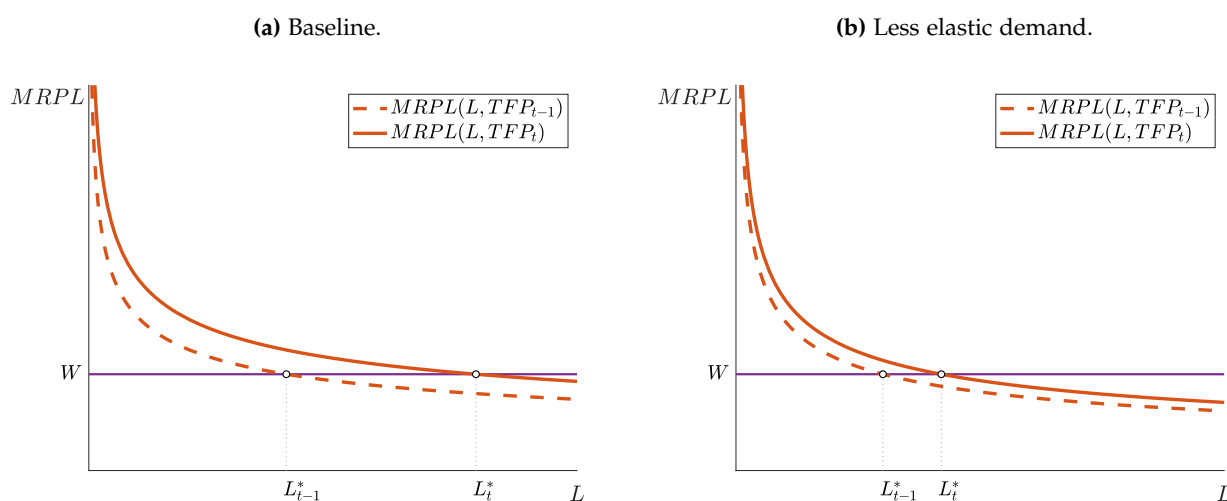 (a) Baseline.
MRPL
MRPL(L, TFP_{t−1})
MRPL(L, TFP_t)
W
L^*_{t−1}
L^*_t
L
(b) Less elastic demand.
MRPL
MRPL(L, TFP_{t−1})
MRPL(L, TFP_t)
W
L^*_{t−1}
L^*_t
L